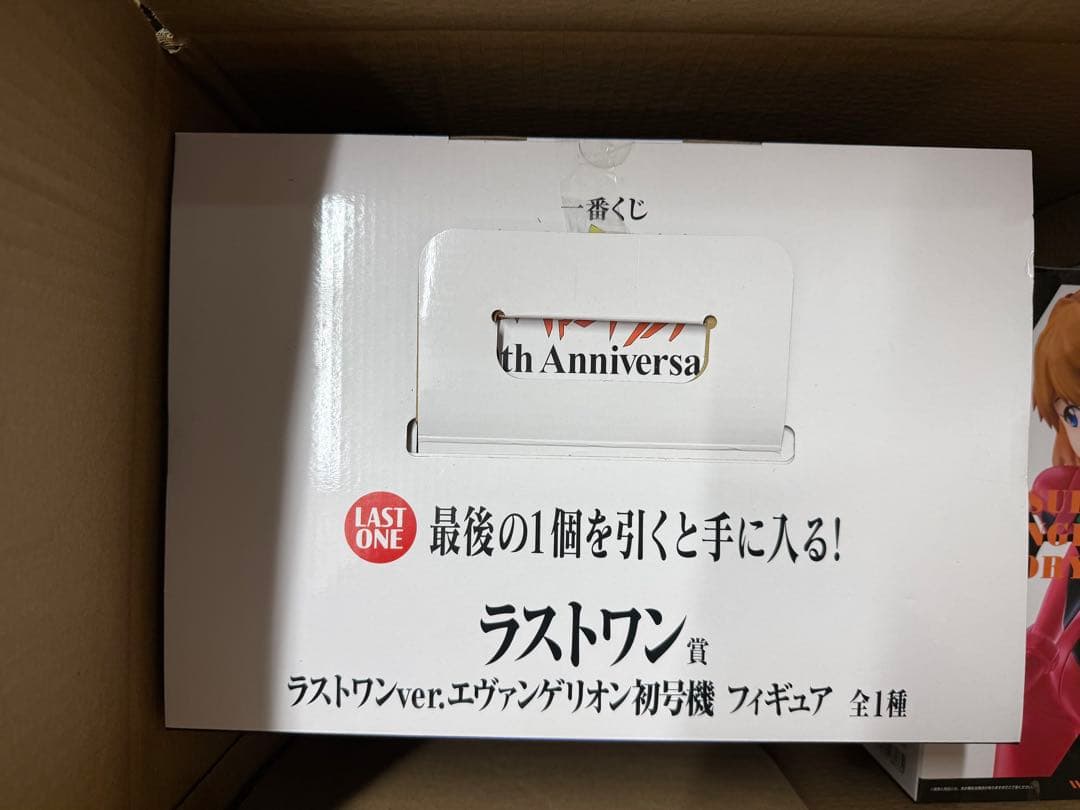 一番くじ
th Anniversa
LAST
ONE
最後の1個を引くと手に入る!
ラストワン賞
ラストワンver.エヴァンゲリオン初号機 フィギュア 全1種